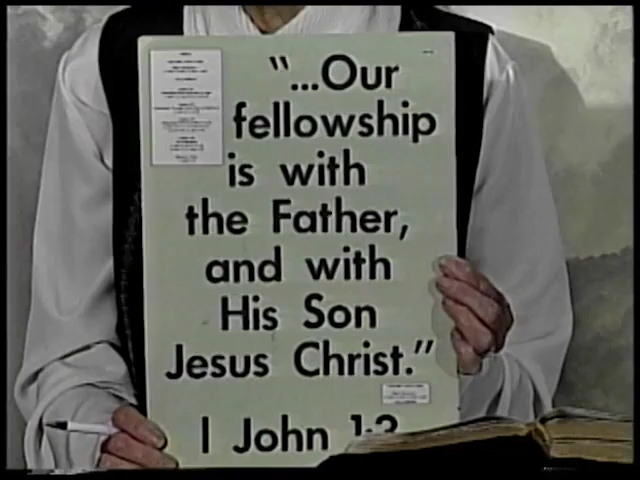 "...Our
fellowship
is with
the Father,
and with
His Son
Jesus Christ."
I John 1:3